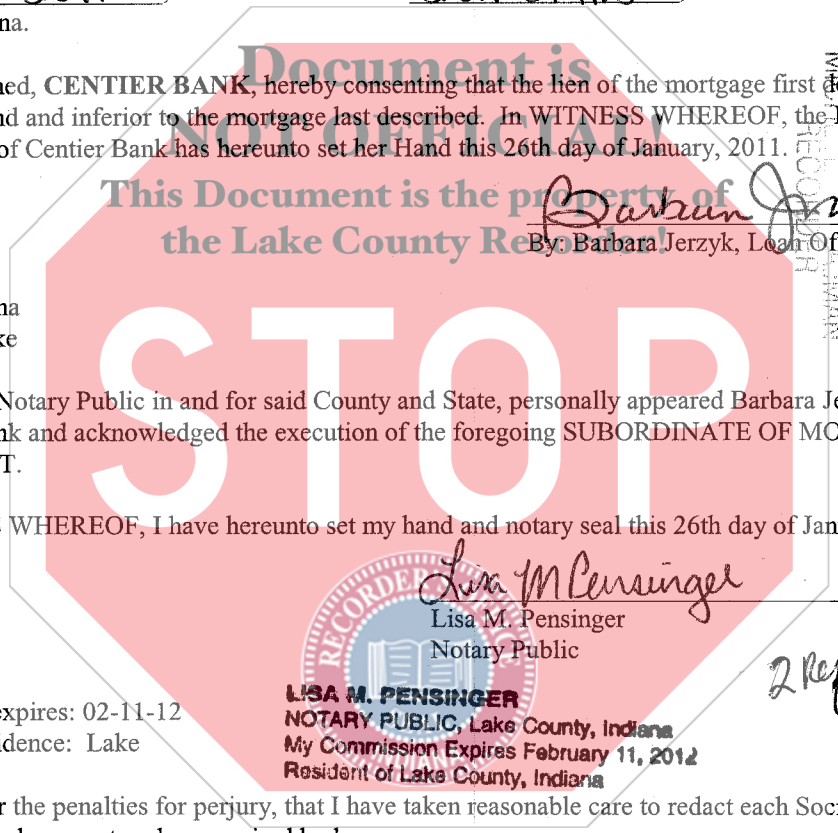 na.
Document is
ned, CENTIER BANK, hereby consenting that the lien of the mortgage first
nd and inferior to the mortgage last described. In WITNESS WHEREOF, the
NOT OFFICIAL!
of Centier Bank has hereunto set her Hand this 26th day of January, 2011.
This Document is the property of
the Lake County Recorder!
By: Barbara Jerzyk, Loan Of
na
ke
STOP
Notary Public in and for said County and State, personally appeared Barbara Je
nk and acknowledged the execution of the foregoing SUBORDINATE OF MO
T.
WHEREOF, I have hereunto set my hand and notary seal this 26th day of Jan
Lisa M Pensinger
Lisa M. Pensinger
Notary Public
2 Ref
LISA M. PENSINGER
NOTARY PUBLIC, Lake County, Indiana
My Commission Expires February 11, 2012
Resident of Lake County, Indiana
expires: 02-11-12
idence: Lake
r the penalties for perjury, that I have taken reasonable care to redact each Soci